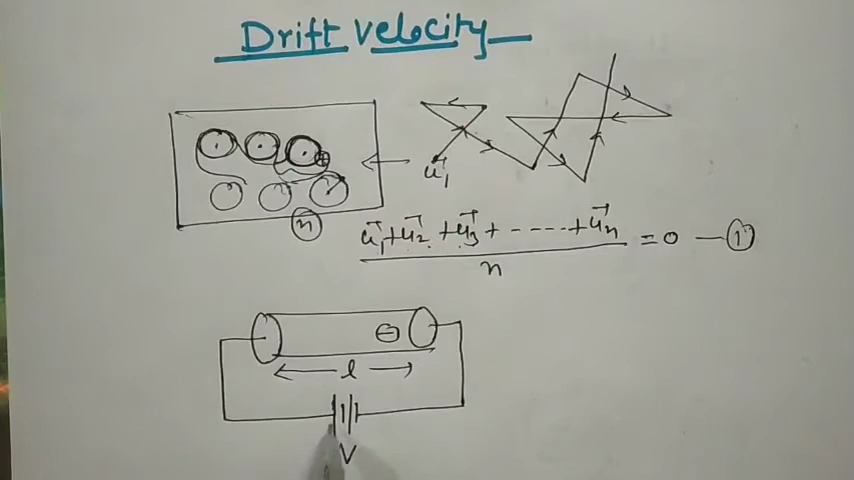 Drift velocity
u⃗₁
n
u⃗₁+u⃗₂+u⃗₃+-----+u⃗ₙ
n
=0 —①
⊖
← l →
V